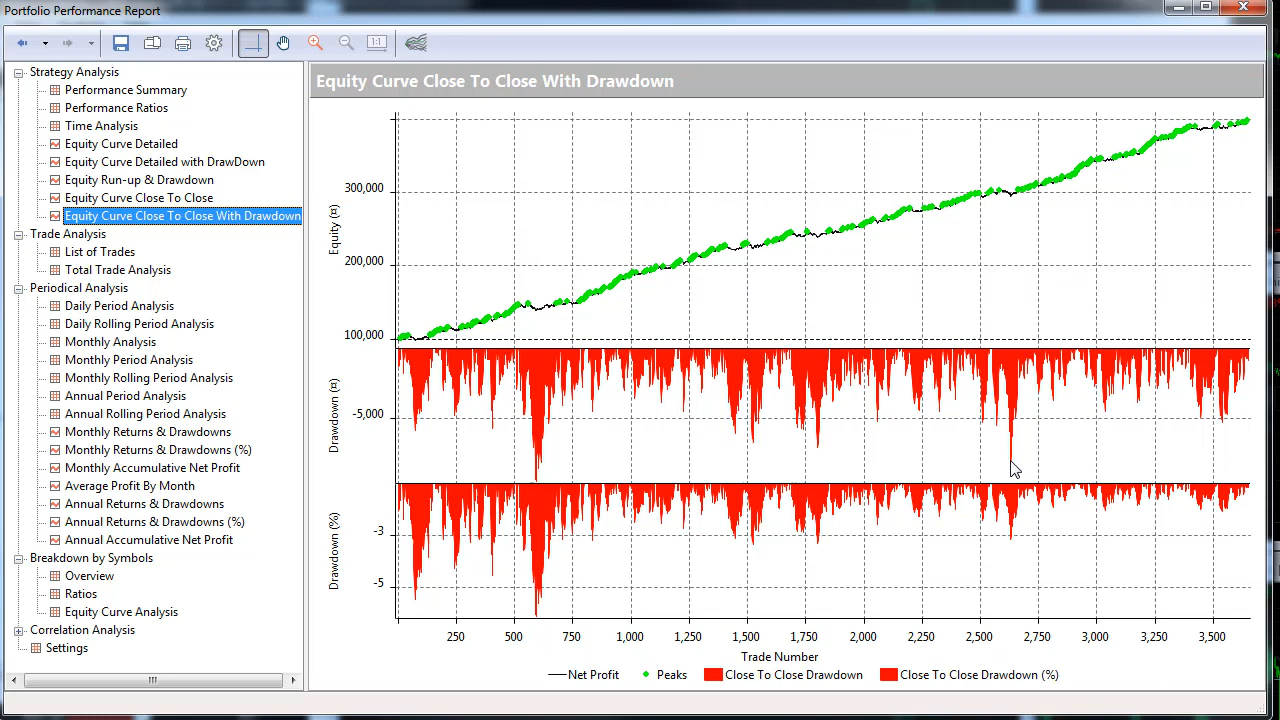 Portfolio Performance Report
1:1
Strategy Analysis
Performance Summary
Performance Ratios
Time Analysis
Equity Curve Detailed
Equity Curve Detailed with DrawDown
Equity Run-up & Drawdown
Equity Curve Close To Close
Equity Curve Close To Close With Drawdown
Trade Analysis
List of Trades
Total Trade Analysis
Periodical Analysis
Daily Period Analysis
Daily Rolling Period Analysis
Monthly Analysis
Monthly Period Analysis
Monthly Rolling Period Analysis
Annual Period Analysis
Annual Rolling Period Analysis
Monthly Returns & Drawdowns
Monthly Returns & Drawdowns (%)
Monthly Accumulative Net Profit
Average Profit By Month
Annual Returns & Drawdowns
Annual Returns & Drawdowns (%)
Annual Accumulative Net Profit
Breakdown by Symbols
Overview
Ratios
Equity Curve Analysis
Correlation Analysis
Settings
Equity Curve Close To Close With Drawdown
Equity (¤)
300,000
200,000
100,000
Drawdown (¤)
-5,000
Drawdown (%)
-3
-5
250 500 750 1,000 1,250 1,500 1,750 2,000 2,250 2,500 2,750 3,000 3,250 3,500
Trade Number
Net Profit Peaks Close To Close Drawdown Close To Close Drawdown (%)